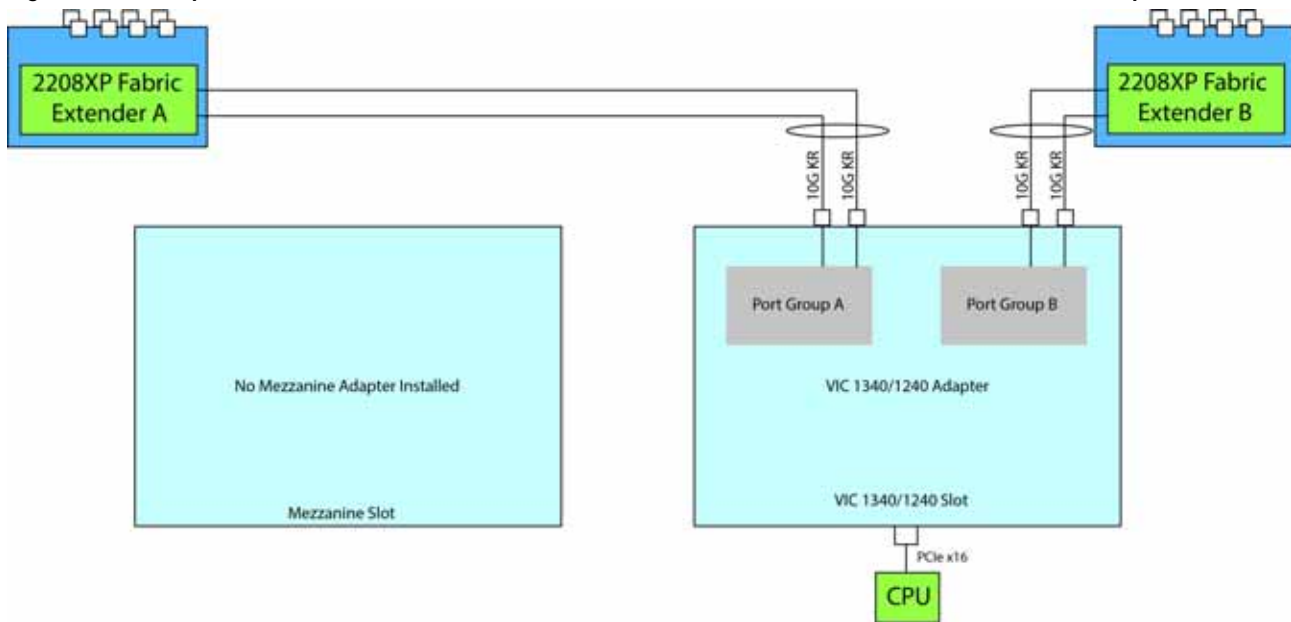 2208XP Fabric
Extender A
2208XP Fabric
Extender B
10G KR
10G KR
10G KR
10G KR
Port Group A
Port Group B
No Mezzanine Adapter Installed
VIC 1340/1240 Adapter
VIC 1340/1240 Slot
Mezzanine Slot
PCIe x16
CPU